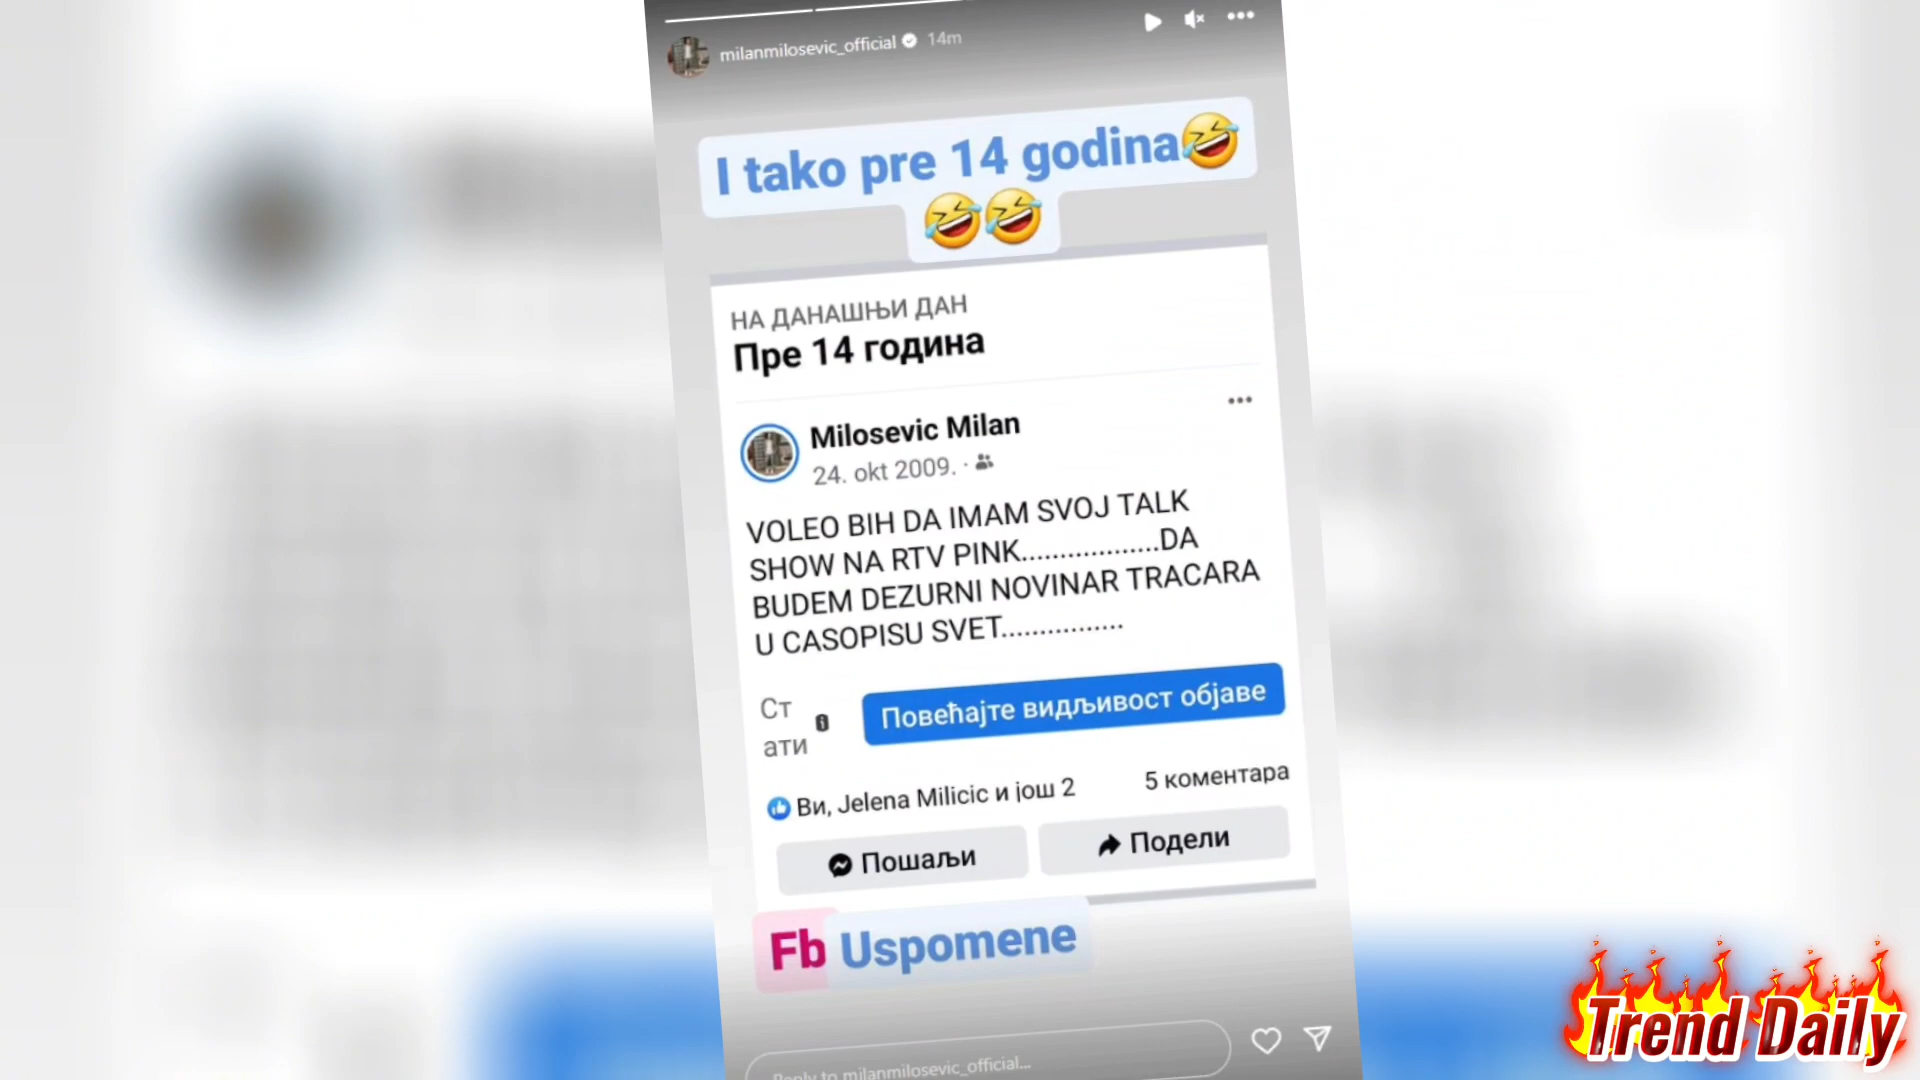 milanmilosevic_official 14m
I tako pre 14 godina🤣
🤣🤣
НА ДАНАШЊИ ДАН
Пре 14 година
Milosevic Milan
24. okt 2009. ·
VOLEO BIH DA IMAM SVOJ TALK
SHOW NA RTV PINK..................DA
BUDEM DEZURNI NOVINAR TRACARA
U CASOPISU SVET................
Ст
ати
Повећајте видљивост објаве
Ви, Jelena Milicic и још 2
5 коментара
Пошаљи
Подели
Fb Uspomene
Reply to milanmilosevic_official...
Trend Daily